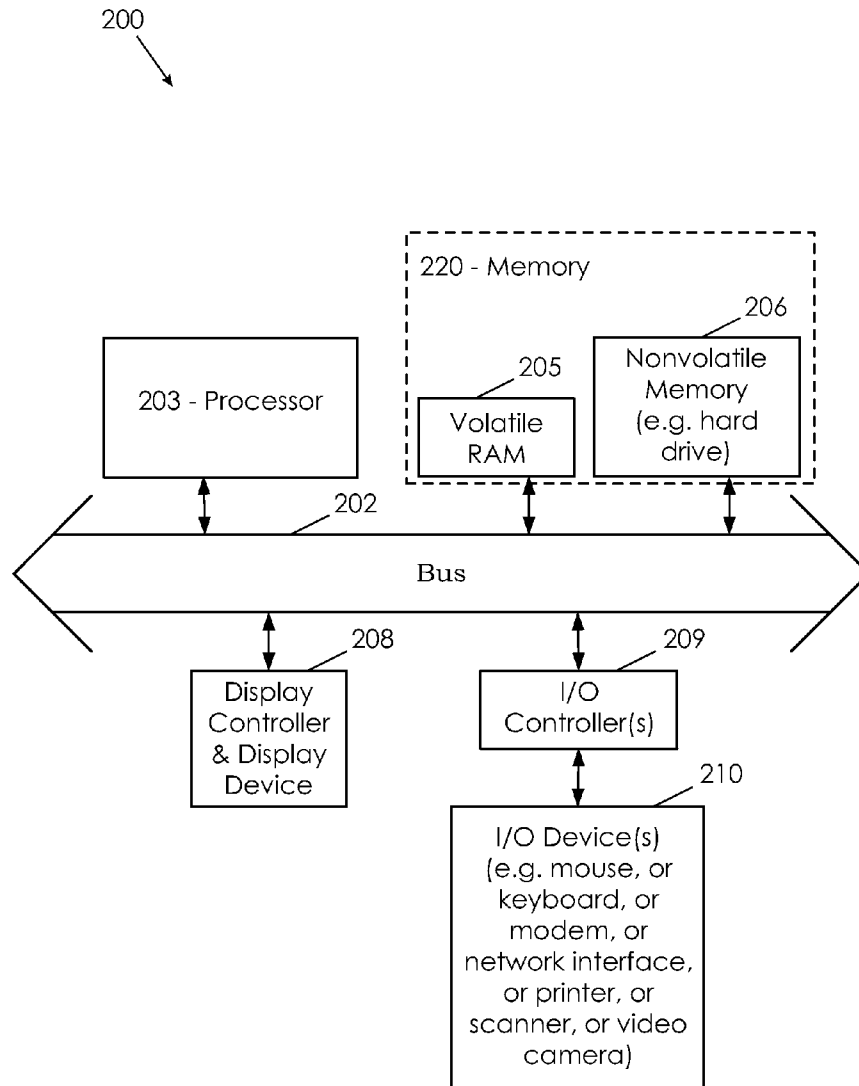 200
220 - Memory
206
Nonvolatile
Memory
(e.g. hard
drive)
205
Volatile
RAM
203 - Processor
202
Bus
208
Display
Controller
& Display
Device
209
I/O
Controller(s)
210
I/O Device(s)
(e.g. mouse, or
keyboard, or
modem, or
network interface,
or printer, or
scanner, or video
camera)